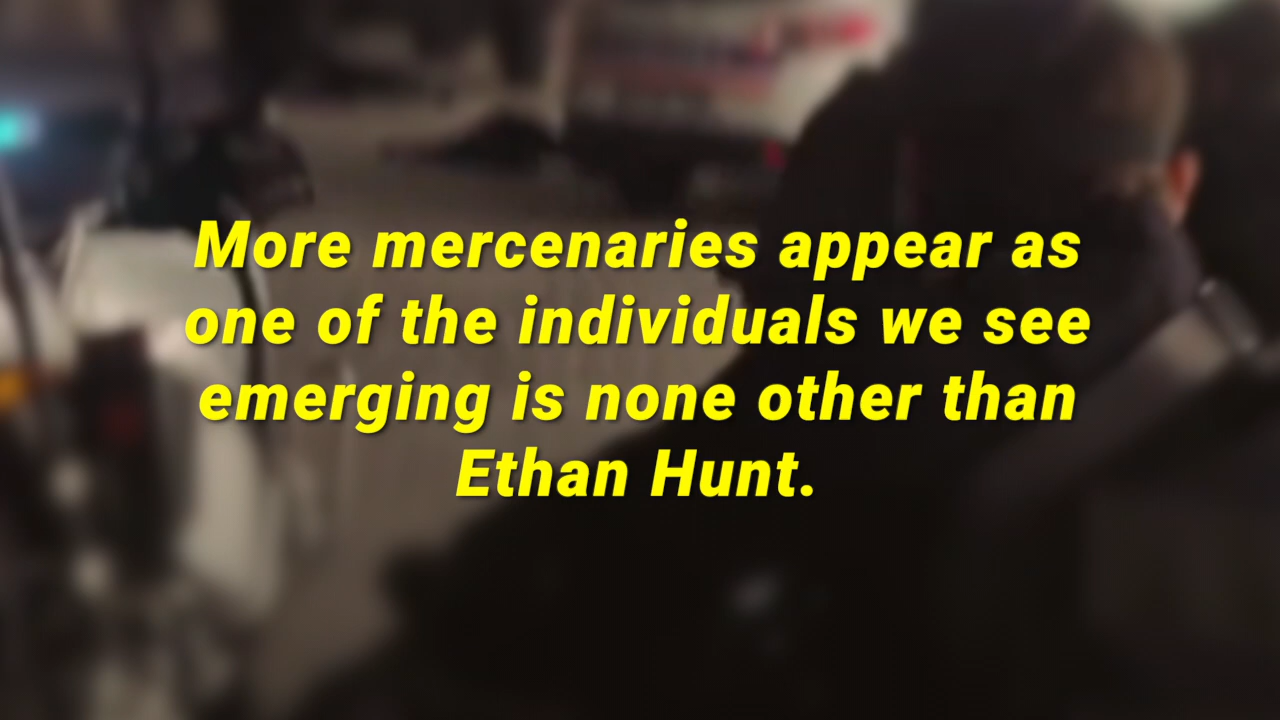 More mercenaries appear as
one of the individuals we see
emerging is none other than
Ethan Hunt.